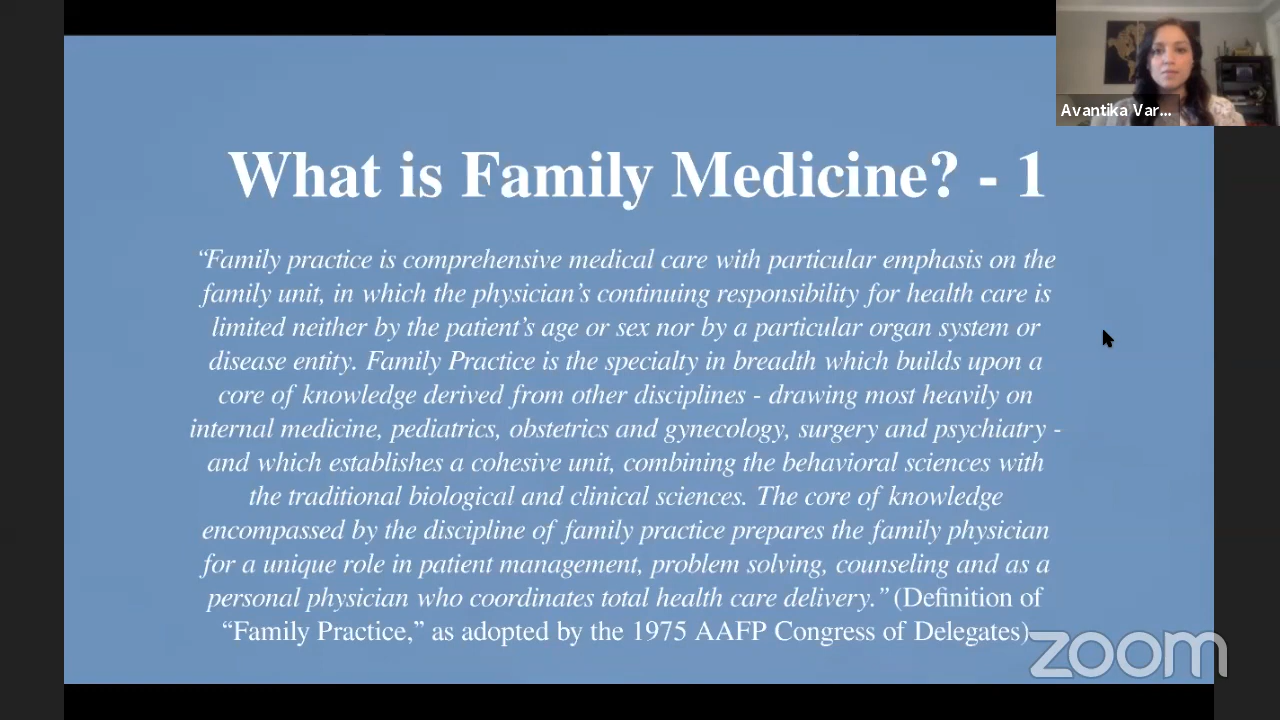 Avantika Var...
What is Family Medicine? - 1
“Family practice is comprehensive medical care with particular emphasis on the
family unit, in which the physician’s continuing responsibility for health care is
limited neither by the patient’s age or sex nor by a particular organ system or
disease entity. Family Practice is the specialty in breadth which builds upon a
core of knowledge derived from other disciplines - drawing most heavily on
internal medicine, pediatrics, obstetrics and gynecology, surgery and psychiatry -
and which establishes a cohesive unit, combining the behavioral sciences with
the traditional biological and clinical sciences. The core of knowledge
encompassed by the discipline of family practice prepares the family physician
for a unique role in patient management, problem solving, counseling and as a
personal physician who coordinates total health care delivery.” (Definition of
“Family Practice,” as adopted by the 1975 AAFP Congress of Delegates)
zoom